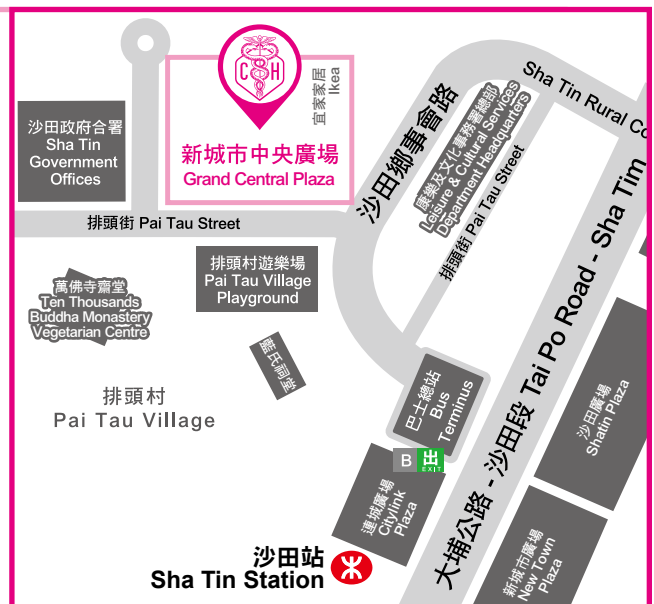 C H
宜家家居
Ikea
沙田政府合署
Sha Tin
Government
Offices
新城市中央廣場
Grand Central Plaza
沙田鄉事會路
Sha Tin Rural Co
康樂及文化事務署總部
Leisure & Cultural Services
Department Headquarters
排頭街 Pai Tau Street
排頭街 Pai Tau Street
排頭村遊樂場
Pai Tau Village
Playground
萬佛寺齋堂
Ten Thousands
Buddha Monastery
Vegetarian Centre
藍氏祠堂
排頭村
Pai Tau Village
巴士總站
Bus
Terminus
大埔公路 - 沙田段 Tai Po Road - Sha Tim
沙田廣場
Shatin Plaza
B 出
EXIT
連城廣場
Citylink
Plaza
新城市廣場
New Town
Plaza
沙田站
Sha Tin Station